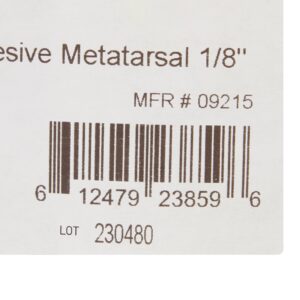 esive Metatarsal 1/8"
MFR # 09215
6 12479 23859 6
LOT 230480